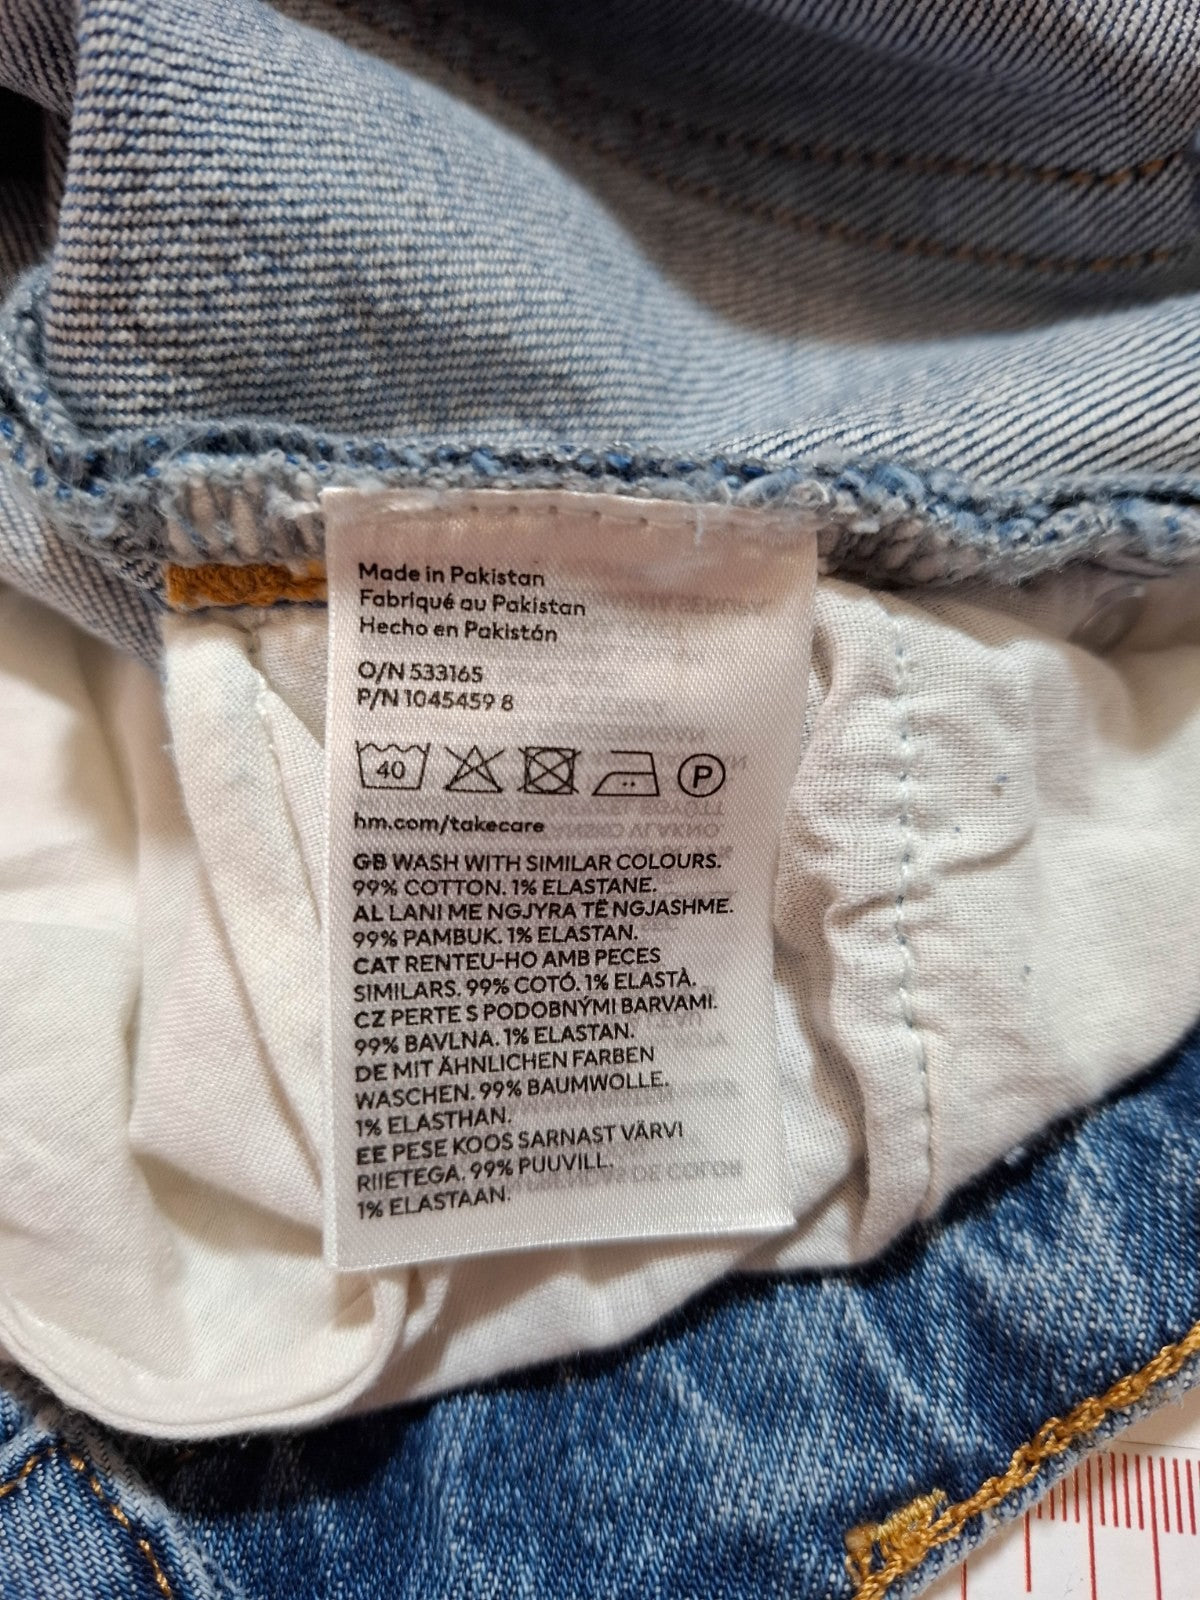 Made in Pakistan
Fabriqué au Pakistan
Hecho en Pakistán
O/N 533165
P/N 1045459 8
40
P
hm.com/takecare
GB WASH WITH SIMILAR COLOURS.
99% COTTON. 1% ELASTANE.
AL LANI ME NGJYRA TË NGJASHME.
99% PAMBUK. 1% ELASTAN.
CAT RENTEU-HO AMB PECES
SIMILARS. 99% COTÓ. 1% ELASTÀ.
CZ PERTE S PODOBNÝMI BARVAMI.
99% BAVLNA. 1% ELASTAN.
DE MIT ÄHNLICHEN FARBEN
WASCHEN. 99% BAUMWOLLE.
1% ELASTHAN.
EE PESE KOOS SARNAST VÄRVI
RIIETEGA. 99% PUUVILL.
1% ELASTAAN.